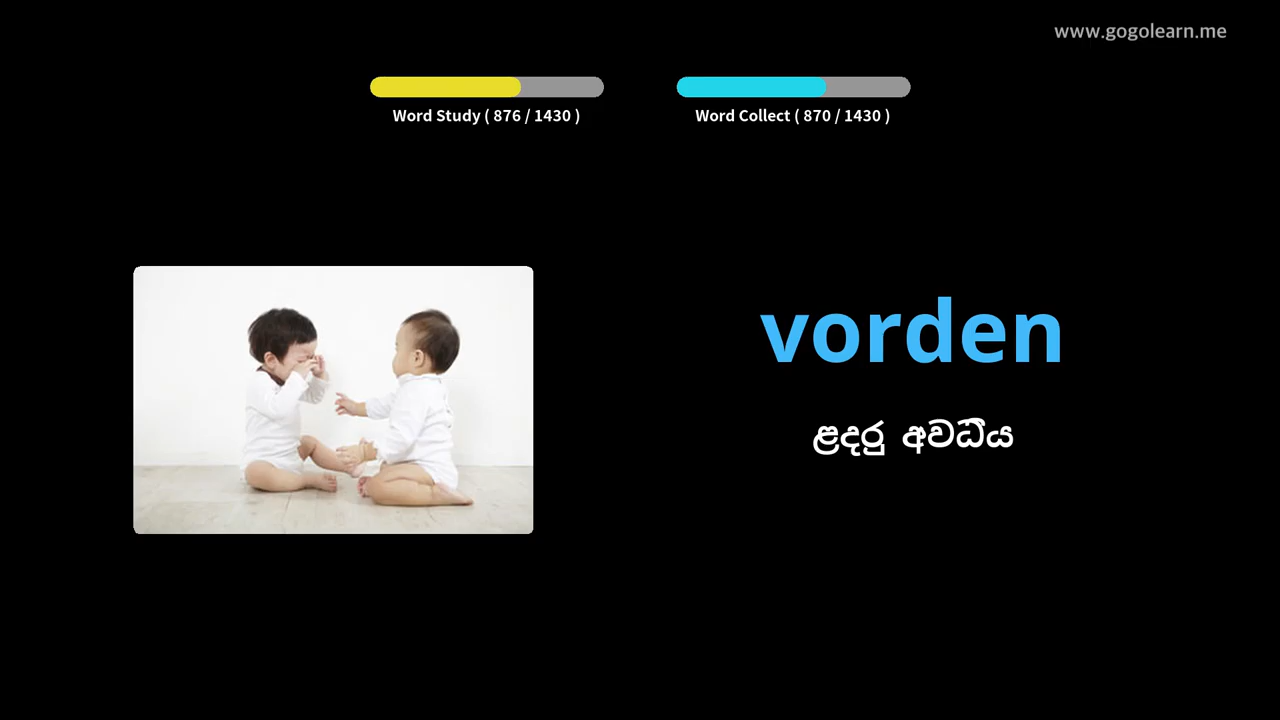 www.gogolearn.me
Word Study ( 876 / 1430 )
Word Collect ( 870 / 1430 )
vorden
ළදරු අවධිය